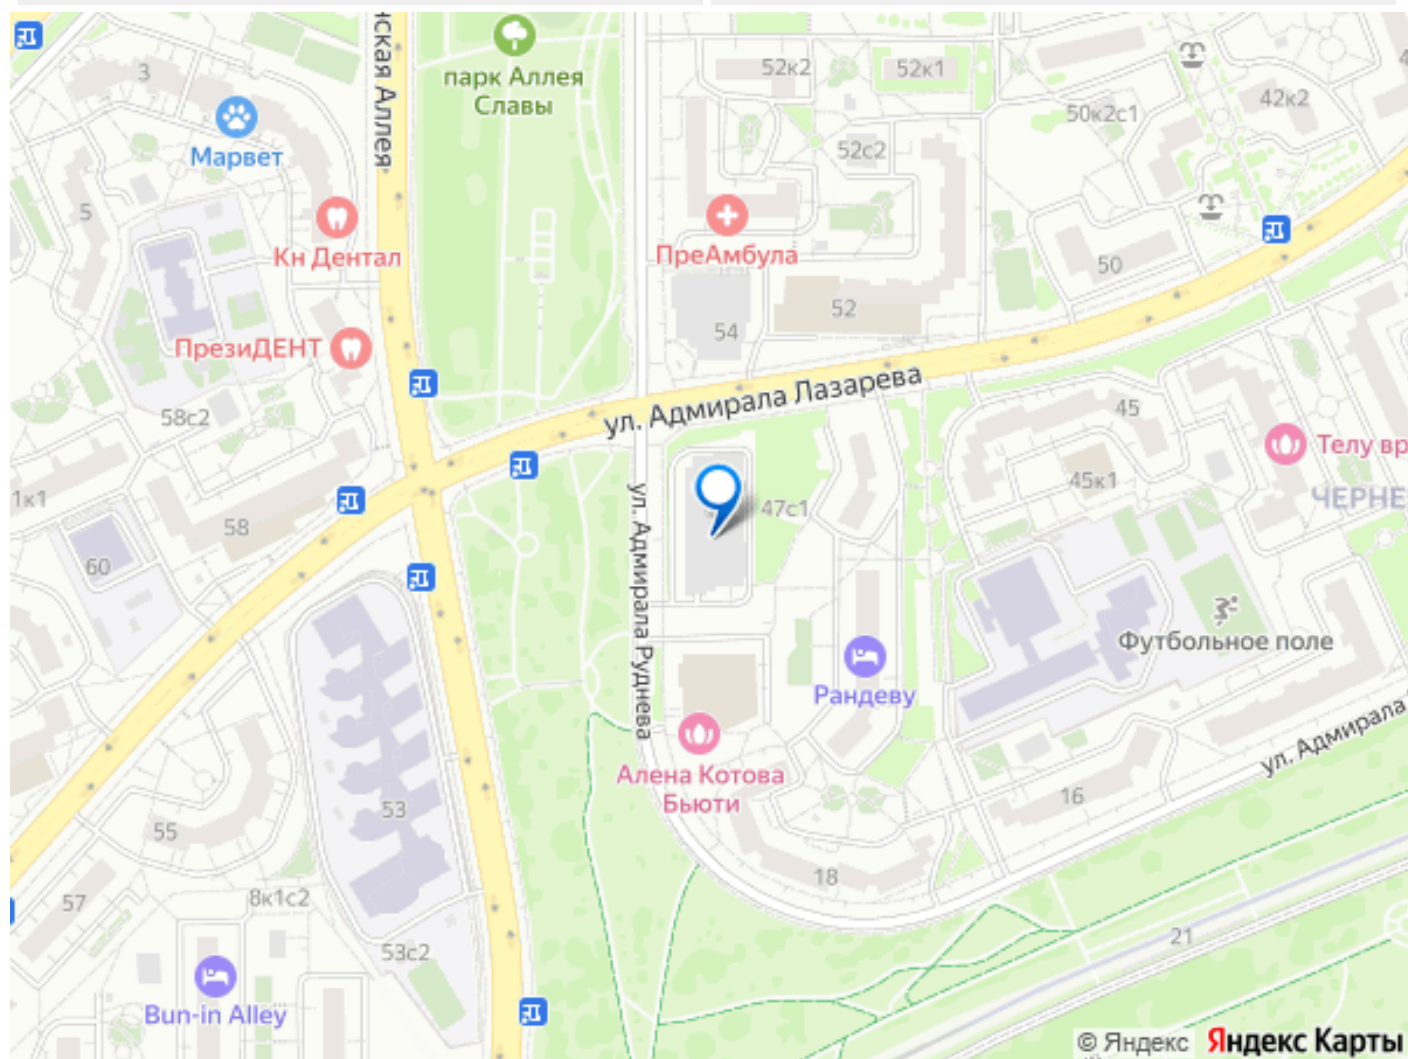 нская Аллея
парк Аллея
Славы
3
52к2
52к1
42к2
50к2с1
Марвет
52с2
5
Кн Дентал
ПреАмбула
50
52
54
ПрезиДЕНТ
58с2
ул. Адмирала Лазарева
45
Телу вр
1к1
58
47с1
45к1
ЧЕРНЕ
60
ул. Адмирала Руднева
Футбольное поле
Рандеву
ул. Адмирала
Алена Котова
Бьюти
16
53
55
18
57
8к1с2
21
53с2
Bun-in Alley
© Яндекс Яндекс Карты